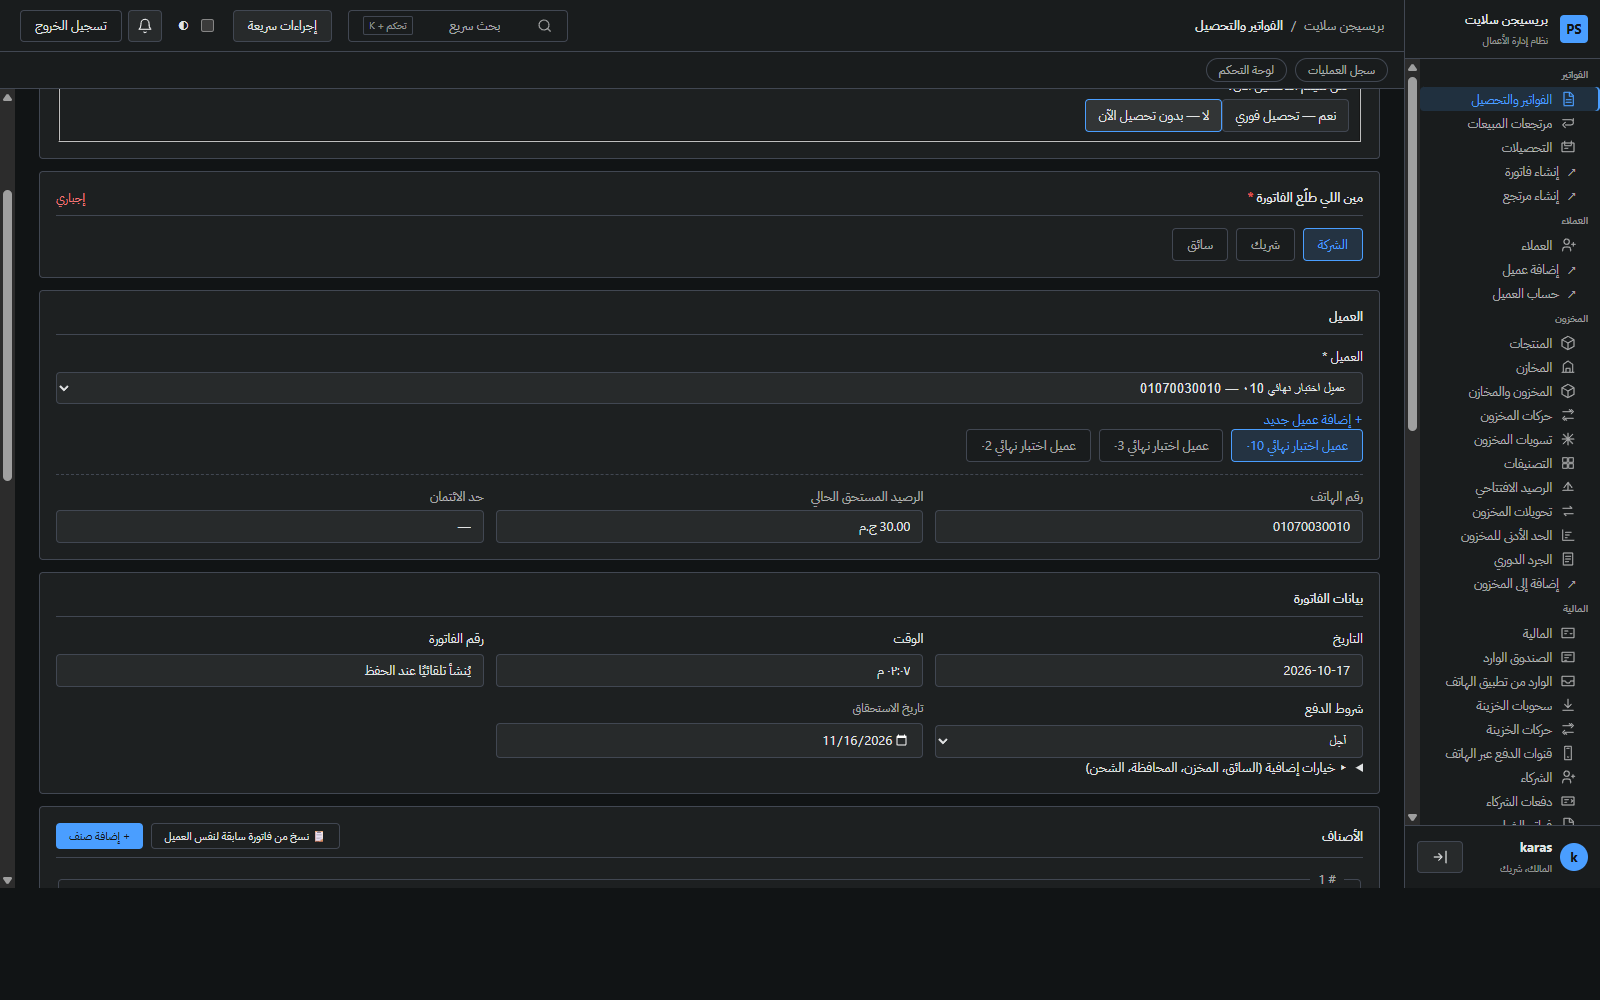 PS
بريسيجن سلايت
نظام إدارة الأعمال
بريسيجن سلايت / الفواتير والتحصيل
بحث سريع
تحكم + K
إجراءات سريعة
تسجيل الخروج
سجل العمليات
لوحة التحكم
الفواتير
الفواتير والتحصيل
مرتجعات المبيعات
التحصيلات
إنشاء فاتورة
إنشاء مرتجع
العملاء
العملاء
إضافة عميل
حساب العميل
المخزون
المنتجات
المخازن
المخزون والمخازن
حركات المخزون
تسويات المخزون
التصنيفات
الرصيد الافتتاحي
تحويلات المخزون
الحد الأدنى للمخزون
الجرد الدوري
إضافة إلى المخزون
المالية
المالية
الصندوق الوارد
الوارد من تطبيق الهاتف
سحوبات الخزينة
حركات الخزينة
قنوات الدفع عبر الهاتف
الشركاء
دفعات الشركاء
k
karas
المالك، شريك
نعم — تحصيل فوري
لا — بدون تحصيل الآن
مين اللي طلّع الفاتورة *
إجباري
الشركة
شريك
سائق
العميل
العميل *
عميل اختبار نهائي 10· — 01070030010
+ إضافة عميل جديد
عميل اختبار نهائي 10·
عميل اختبار نهائي 3·
عميل اختبار نهائي 2·
رقم الهاتف
الرصيد المستحق الحالي
حد الائتمان
01070030010
30.00 ج.م
—
بيانات الفاتورة
التاريخ
الوقت
رقم الفاتورة
2026-10-17
٠٢:٠٧ م
يُنشأ تلقائيًا عند الحفظ
شروط الدفع
تاريخ الاستحقاق
آجل
11/16/2026
خيارات إضافية (السائق، المخزن، المحافظة، الشحن)
الأصناف
نسخ من فاتورة سابقة لنفس العميل
+ إضافة صنف
# 1